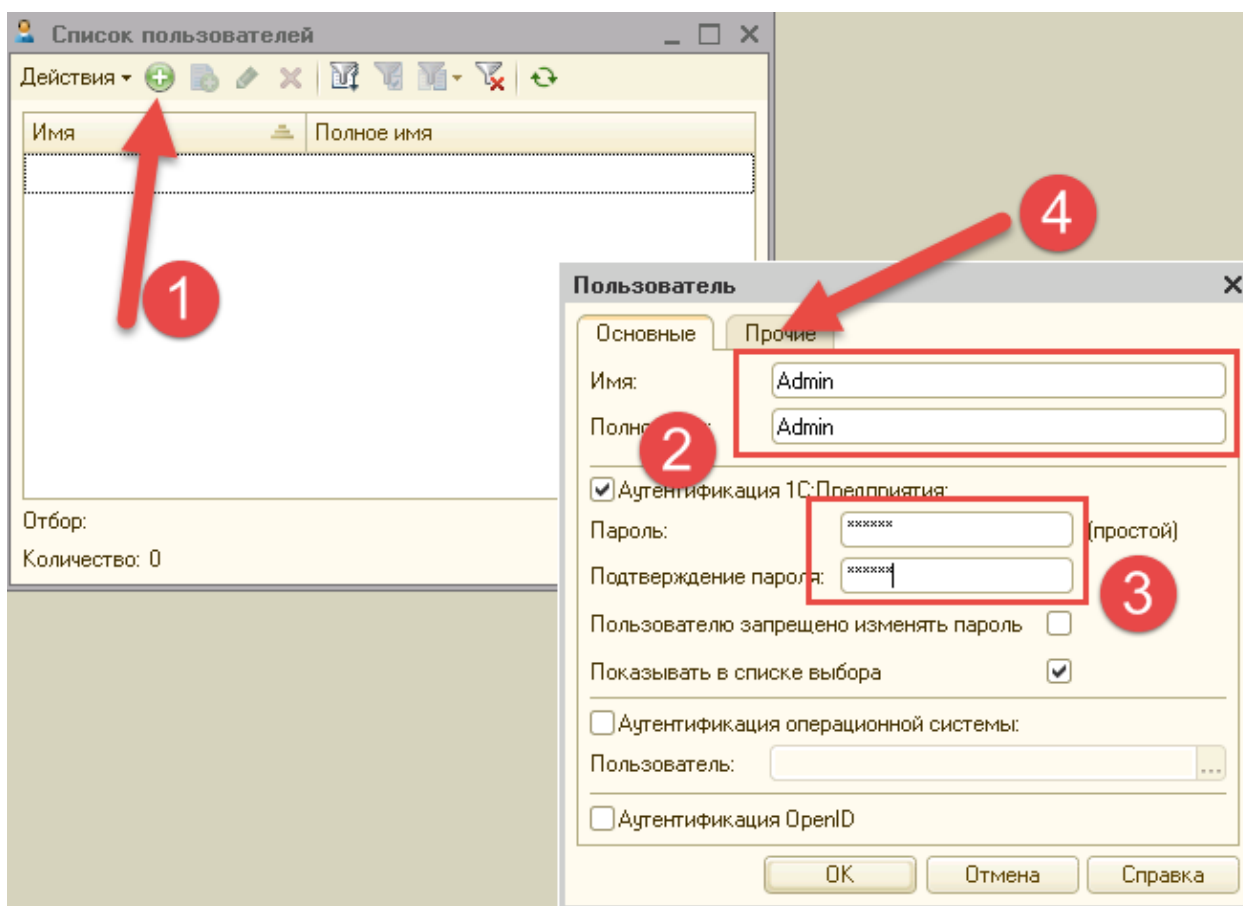 Список пользователей
Действия
Имя Полное имя
1
4
Пользователь
Основные Прочие
Имя: Admin
Admin
2
Аутентификация 1С:Предприятия:
Отбор:
Пароль: ****** (простой)
Количество: 0
Подтверждение пароля: ******
3
Пользователю запрещено изменять пароль
Показывать в списке выбора
Аутентификация операционной системы:
Пользователь: ...
Аутентификация OpenID
OK Отмена Справка